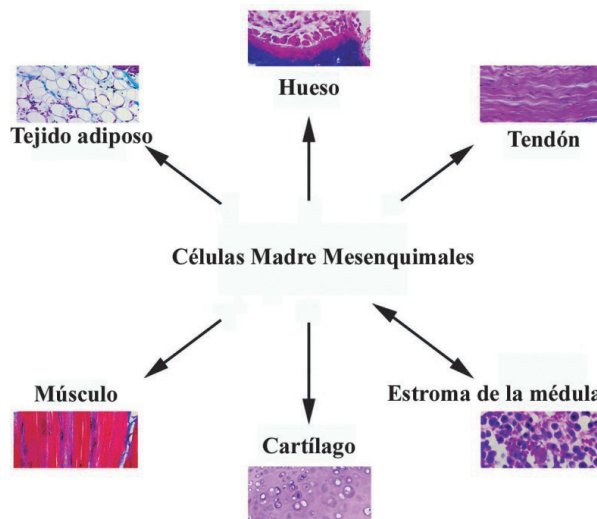 Hueso
Tejido adiposo
Tendón
Células Madre Mesenquimales
Músculo
Estroma de la médula
Cartílago